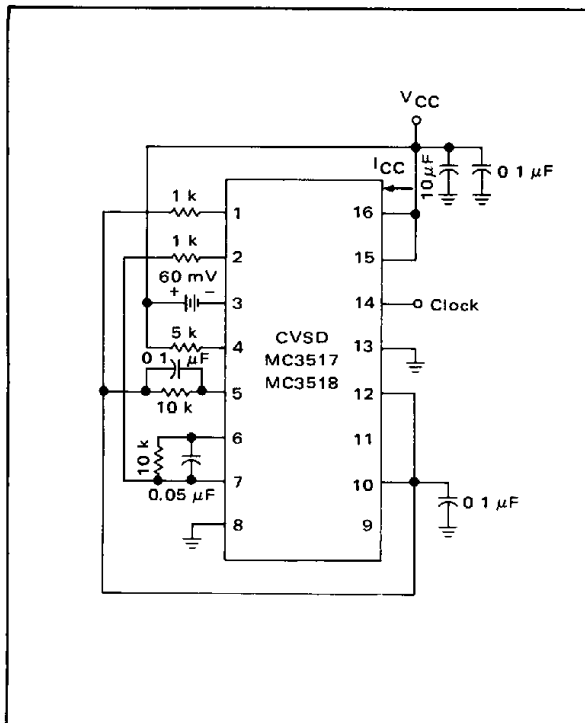 VCC
ICC
10 µF
0 1 µF
1 k
1
16
1 k
2
15
60 mV
+ −
3
14
Clock
CVSD
MC3517
MC3518
5 k
4
13
0 1 µF
5
12
10 k
6
11
10 k
7
10
0.05 µF
0 1 µF
8
9